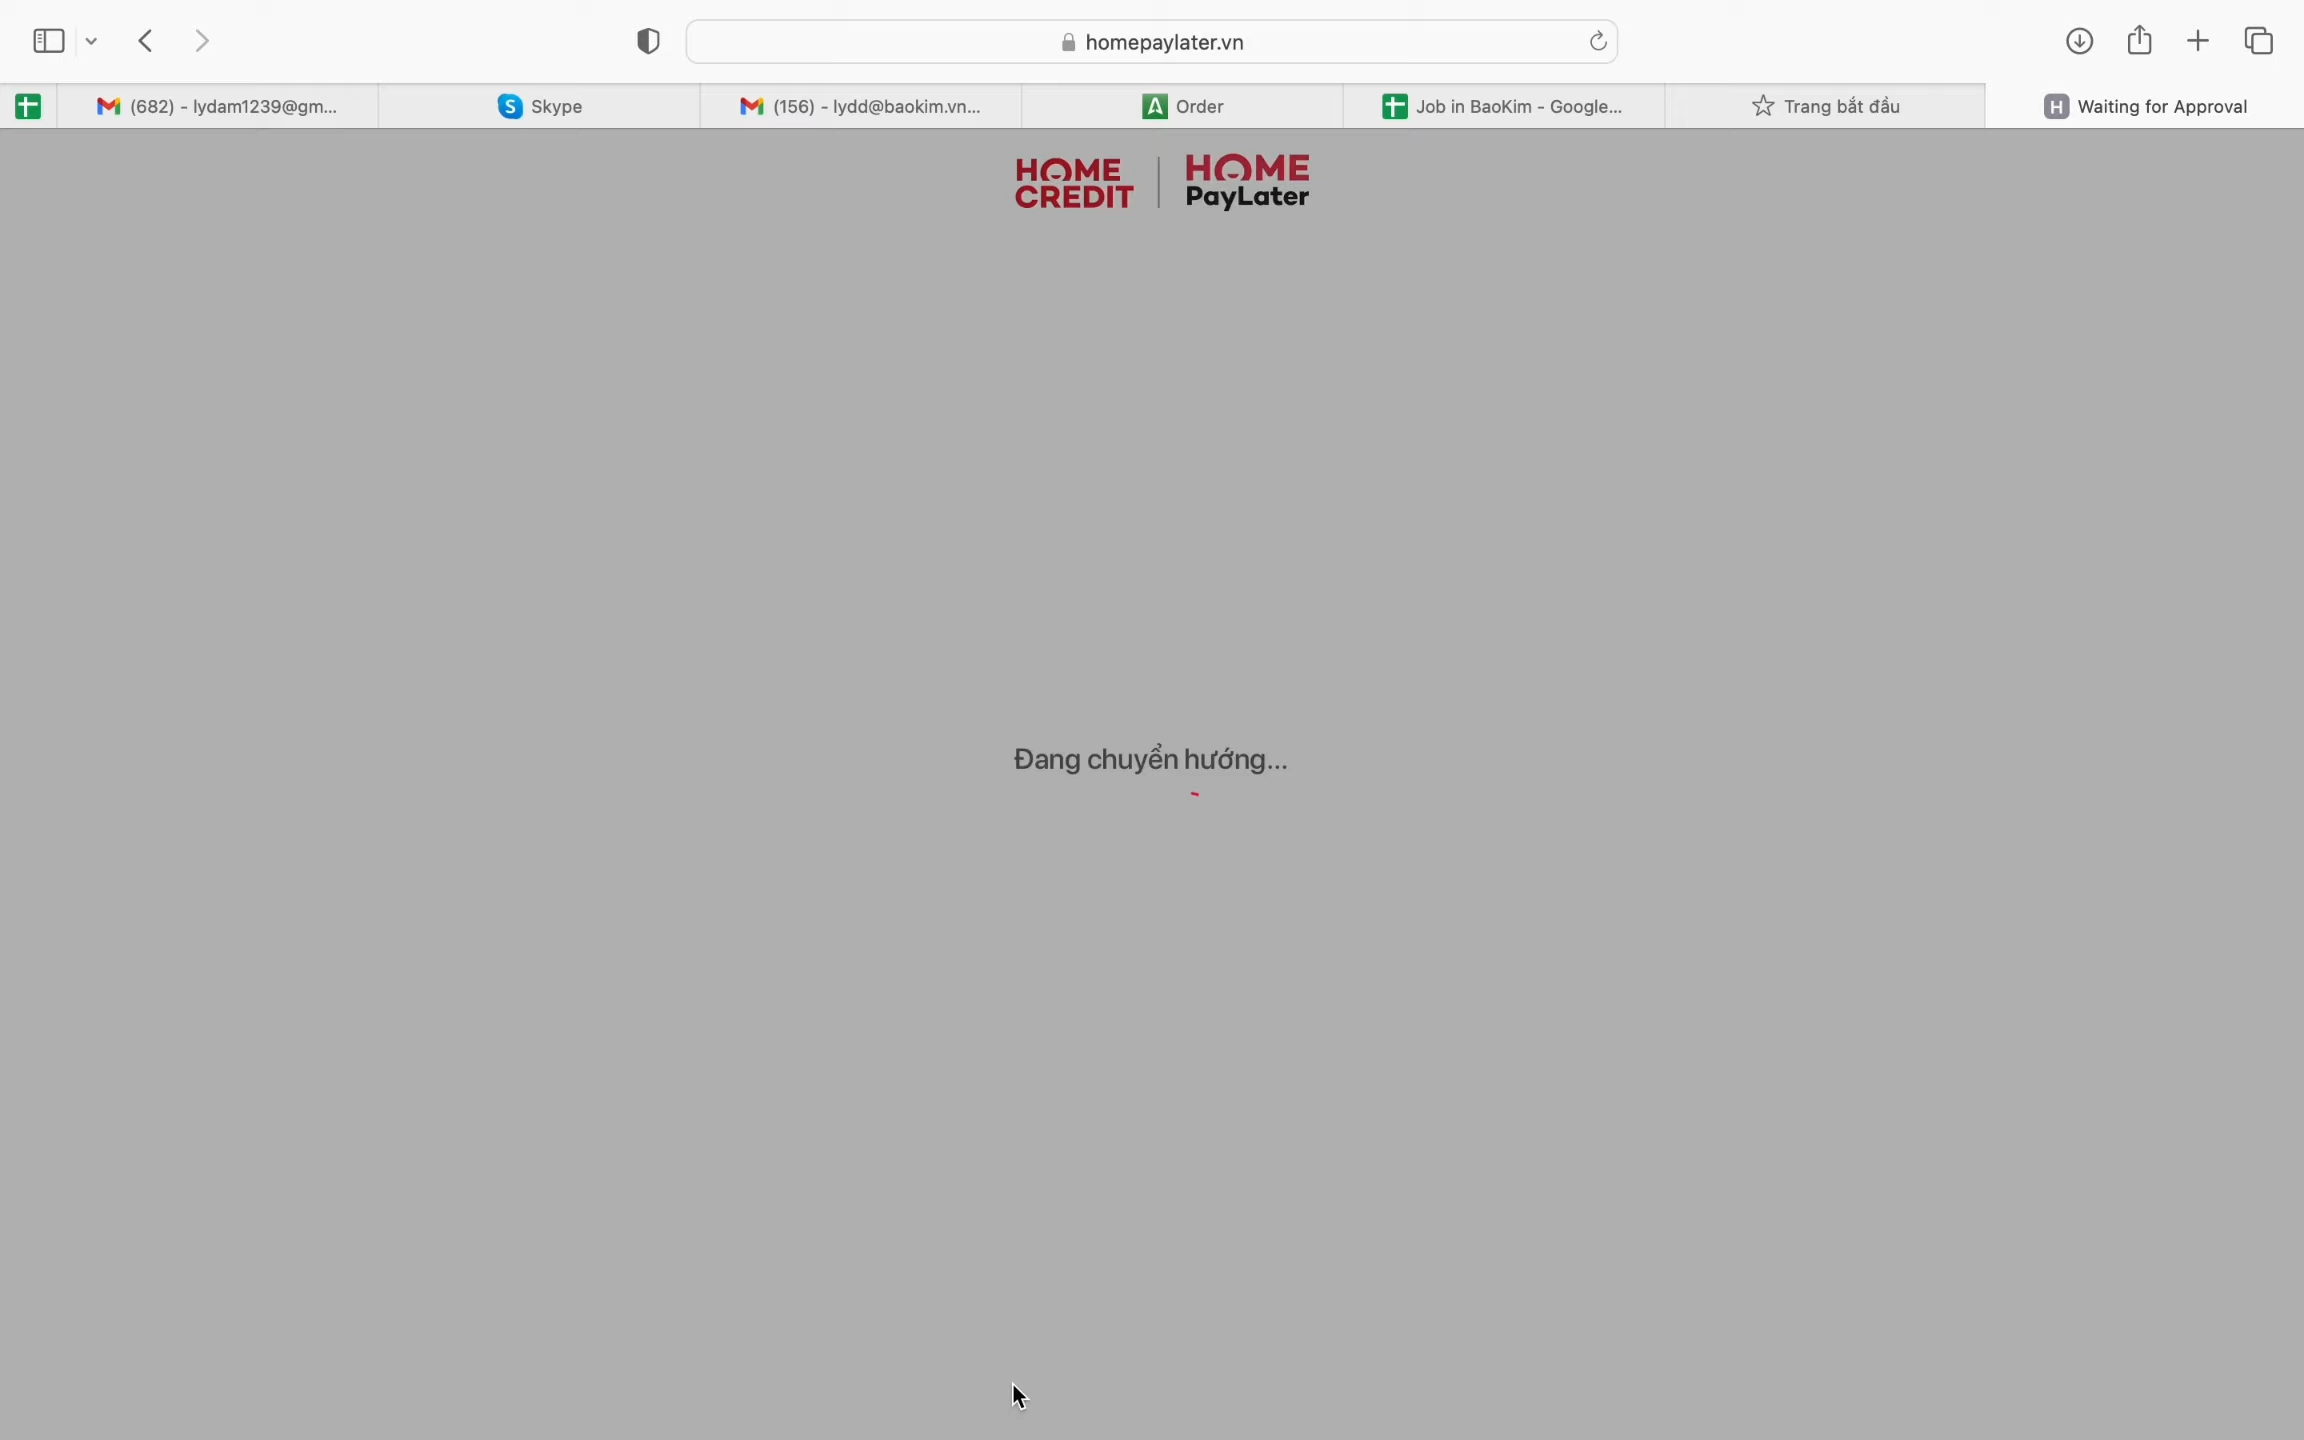 homepaylater.vn
(682) - lydam1239@gm...
Skype
(156) - lydd@baokim.vn...
Order
Job in BaoKim - Google...
Trang bắt đầu
H Waiting for Approval
HOME CREDIT
HOME PayLater
Đang chuyển hướng...